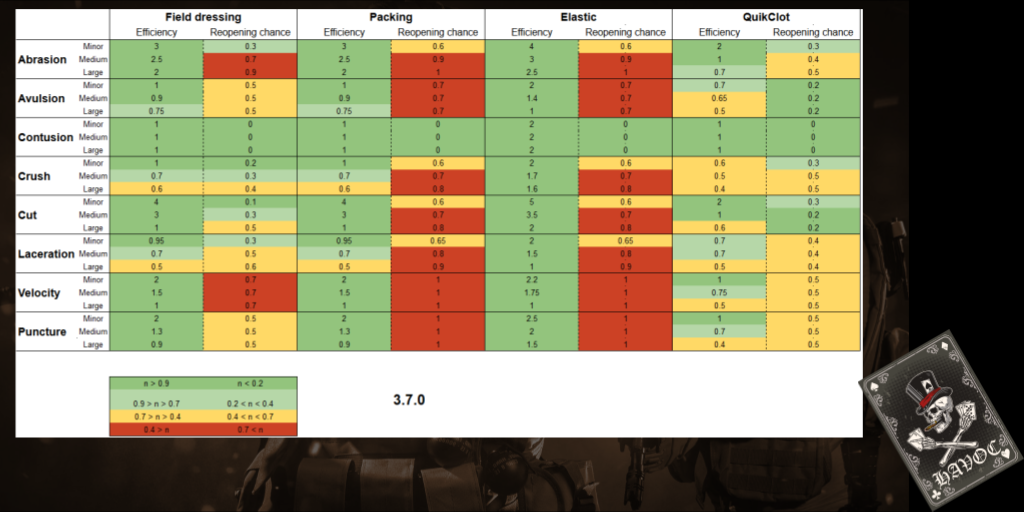 Field dressing Packing Elastic QuikClot
Efficiency Reopening chance Efficiency Reopening chance Efficiency Reopening chance Efficiency Reopening chance
Minor 3 0.3 3 0.6 4 0.6 2 0.3
Abrasion Medium 2.5 0.7 2.5 0.9 3 0.9 1 0.4
Large 2 0.9 2 1 2.5 1 0.7 0.5
Minor 1 0.5 1 0.7 2 0.7 0.7 0.2
Avulsion Medium 0.9 0.5 0.9 0.7 1.4 0.7 0.65 0.2
Large 0.75 0.5 0.75 0.7 1 0.7 0.5 0.2
Minor 1 0 1 0 2 0 1 0
Contusion Medium 1 0 1 0 2 0 1 0
Large 1 0 1 0 2 0 1 0
Minor 1 0.2 1 0.6 2 0.6 0.6 0.3
Crush Medium 0.7 0.3 0.7 0.7 1.7 0.7 0.5 0.5
Large 0.6 0.4 0.6 0.8 1.6 0.8 0.4 0.5
Minor 4 0.1 4 0.6 5 0.6 2 0.3
Cut Medium 3 0.3 3 0.7 3.5 0.7 1 0.2
Large 1 0.5 1 0.8 2 0.8 0.6 0.2
Minor 0.95 0.3 0.95 0.65 2 0.65 0.7 0.4
Laceration Medium 0.7 0.5 0.7 0.8 1.5 0.8 0.7 0.4
Large 0.5 0.6 0.5 0.9 1 0.9 0.5 0.4
Minor 2 0.7 2 1 2.2 1 1 0.5
Velocity Medium 1.5 0.7 1.5 1 1.75 1 0.75 0.5
Large 1 0.7 1 1 1 1 0.5 0.5
Minor 2 0.5 2 1 2.5 1 1 0.5
Puncture Medium 1.3 0.5 1.3 1 2 1 0.7 0.5
Large 0.9 0.5 0.9 1 1.5 1 0.4 0.5
n > 0.9 n < 0.2
0.9 > n > 0.7 0.2 < n < 0.4
0.7 > n > 0.4 0.4 < n < 0.7
0.4 > n 0.7 < n
3.7.0
HAVOC